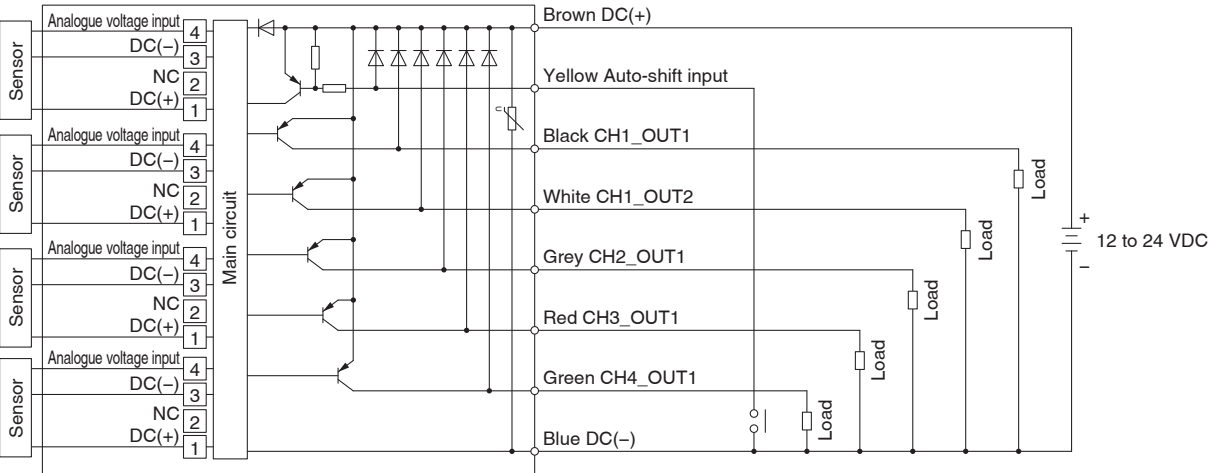 Sensor
Analogue voltage input 4
DC(−) 3
NC 2
DC(+) 1
Sensor
Analogue voltage input 4
DC(−) 3
NC 2
DC(+) 1
Sensor
Analogue voltage input 4
DC(−) 3
NC 2
DC(+) 1
Sensor
Analogue voltage input 4
DC(−) 3
NC 2
DC(+) 1
Main circuit
Brown DC(+)
Yellow Auto-shift input
Black CH1_OUT1
White CH1_OUT2
Grey CH2_OUT1
Red CH3_OUT1
Green CH4_OUT1
Blue DC(−)
Load
Load
Load
Load
Load
+
12 to 24 VDC
−